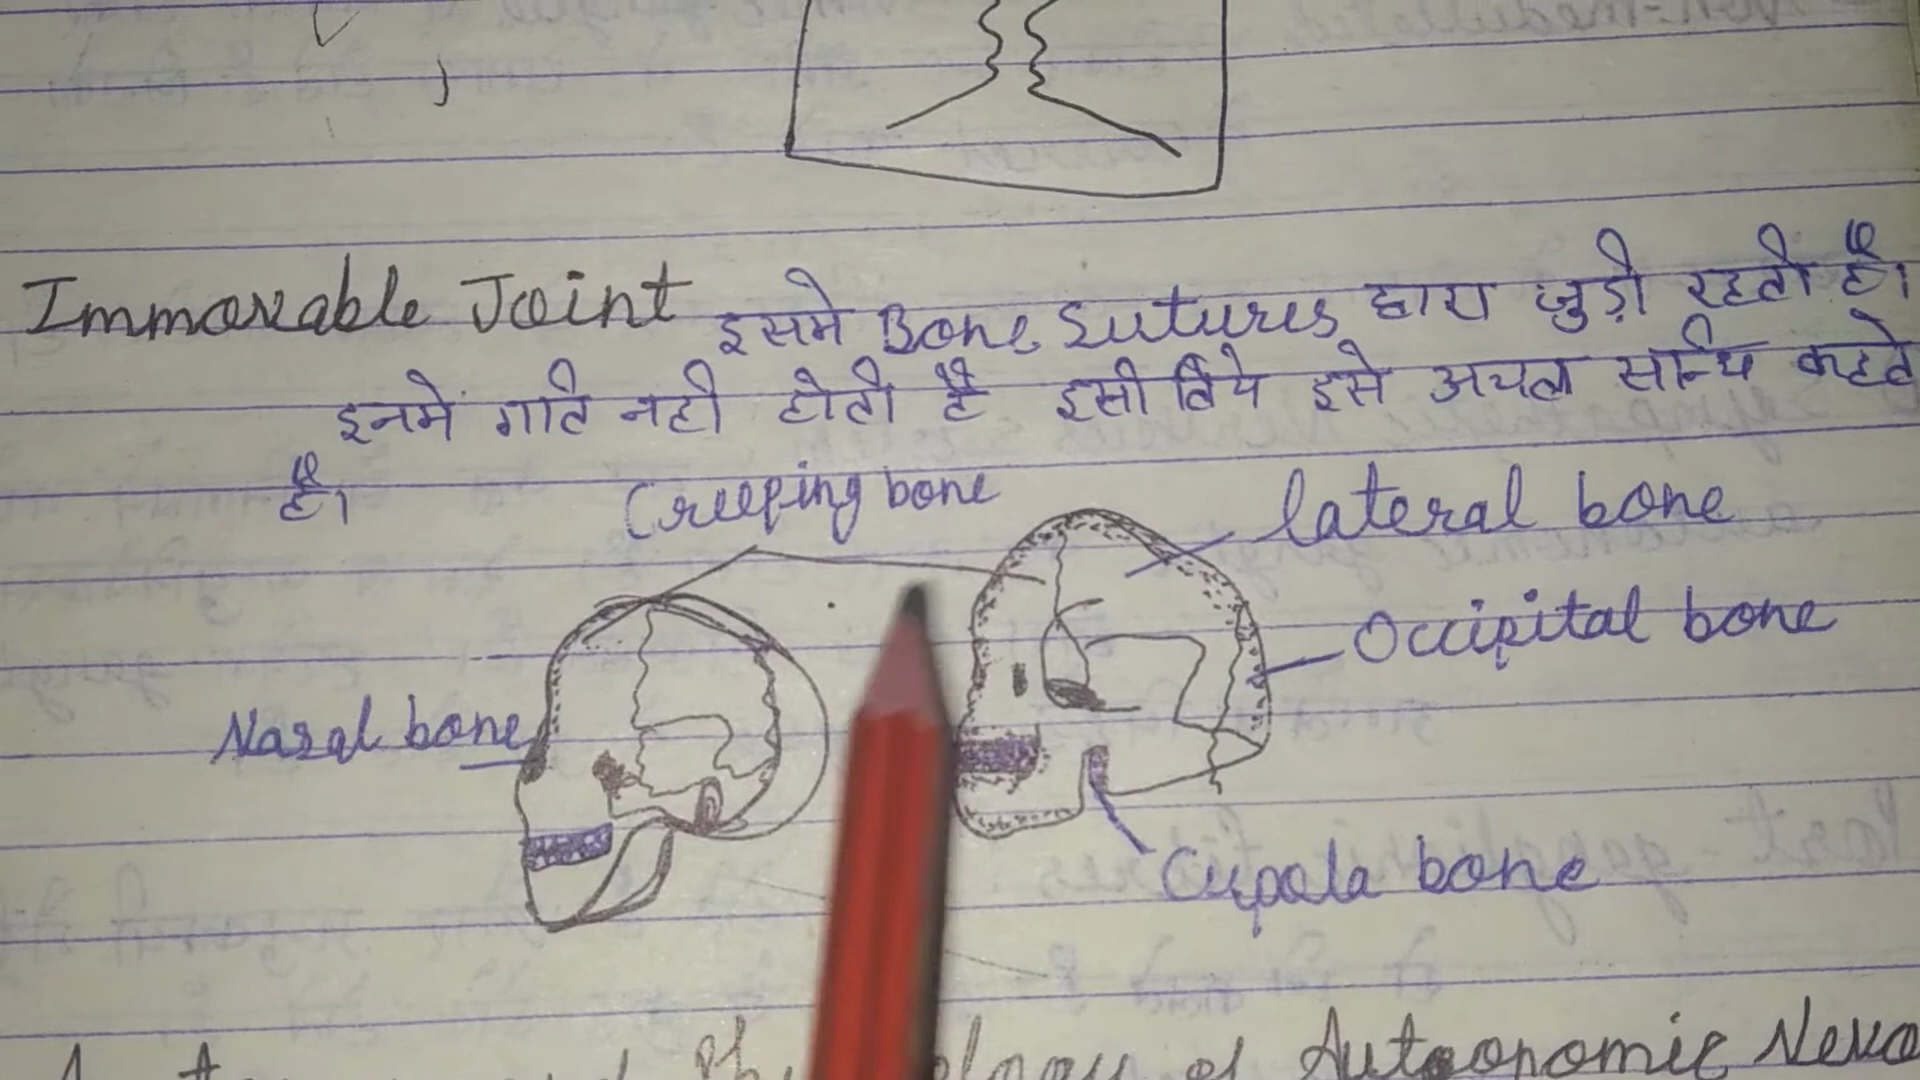 Immovable Joint इसमे Bone Sutures द्वारा जुड़ी रहती है।
इनमें गति नही होती है इसी लिये इसे अचल सन्धि कहते
है।
Creeping bone
lateral bone
Occipital bone
Nasal bone
Cupola bone
of Autonomic